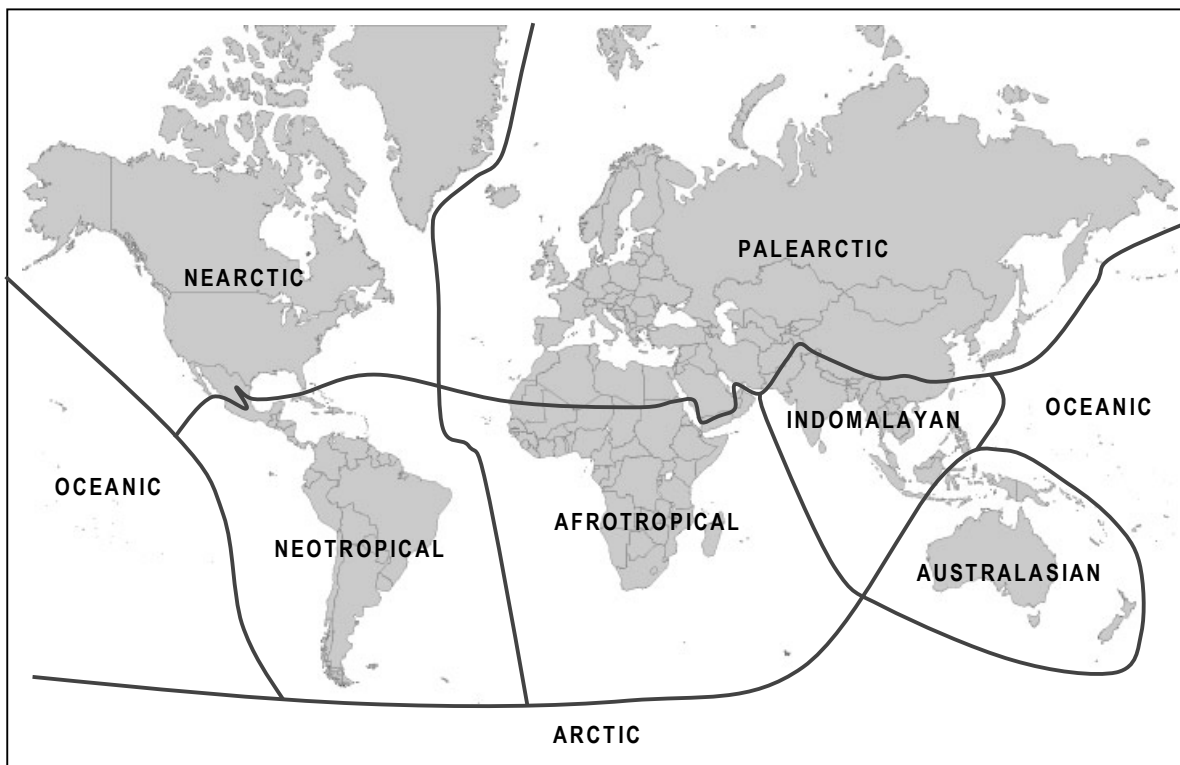 PALEARCTIC
NEARCTIC
OCEANIC
INDOMALAYAN
OCEANIC
AFROTROPICAL
NEOTROPICAL
AUSTRALASIAN
ARCTIC